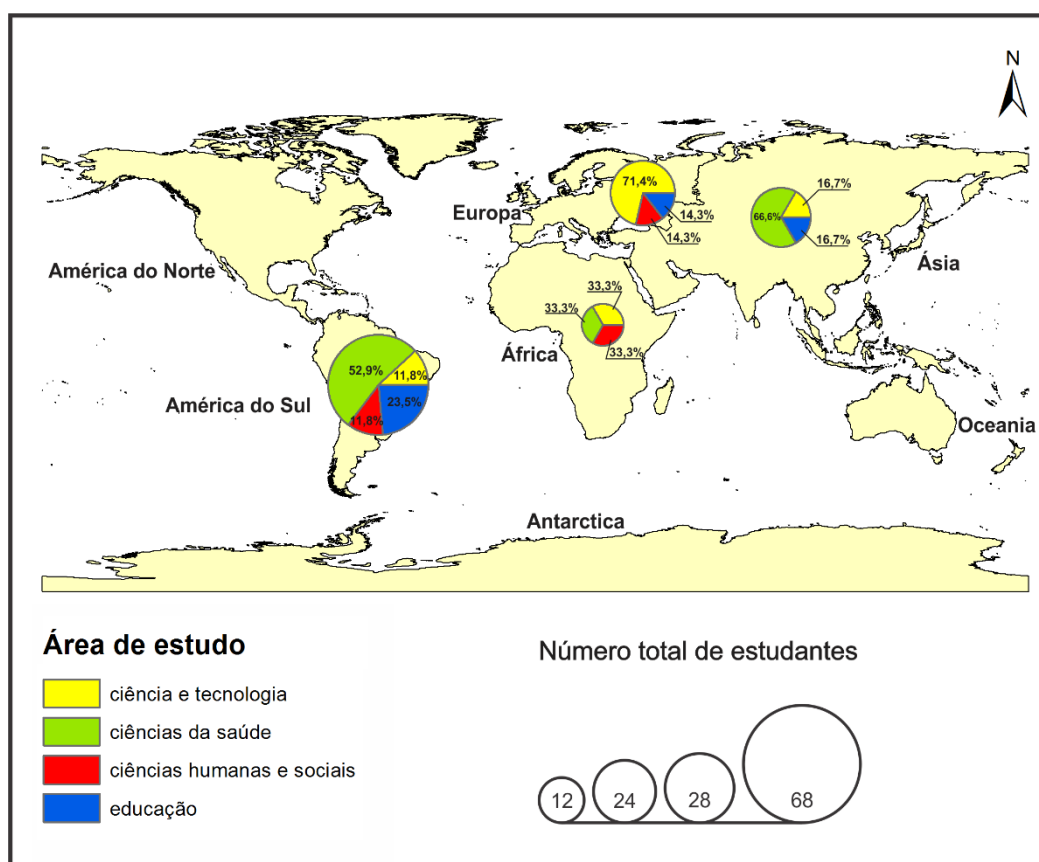 N
71,4%
16,7%
66,6%
Europa
14,3%
14,3%
16,7%
América do Norte
Ásia
33,3%
33,3%
África
33,3%
52,9%
11,8%
23,5%
11,8%
América do Sul
Oceania
Antarctica
Área de estudo
ciência e tecnologia
ciências da saúde
ciências humanas e sociais
educação
Número total de estudantes
12
24
28
68